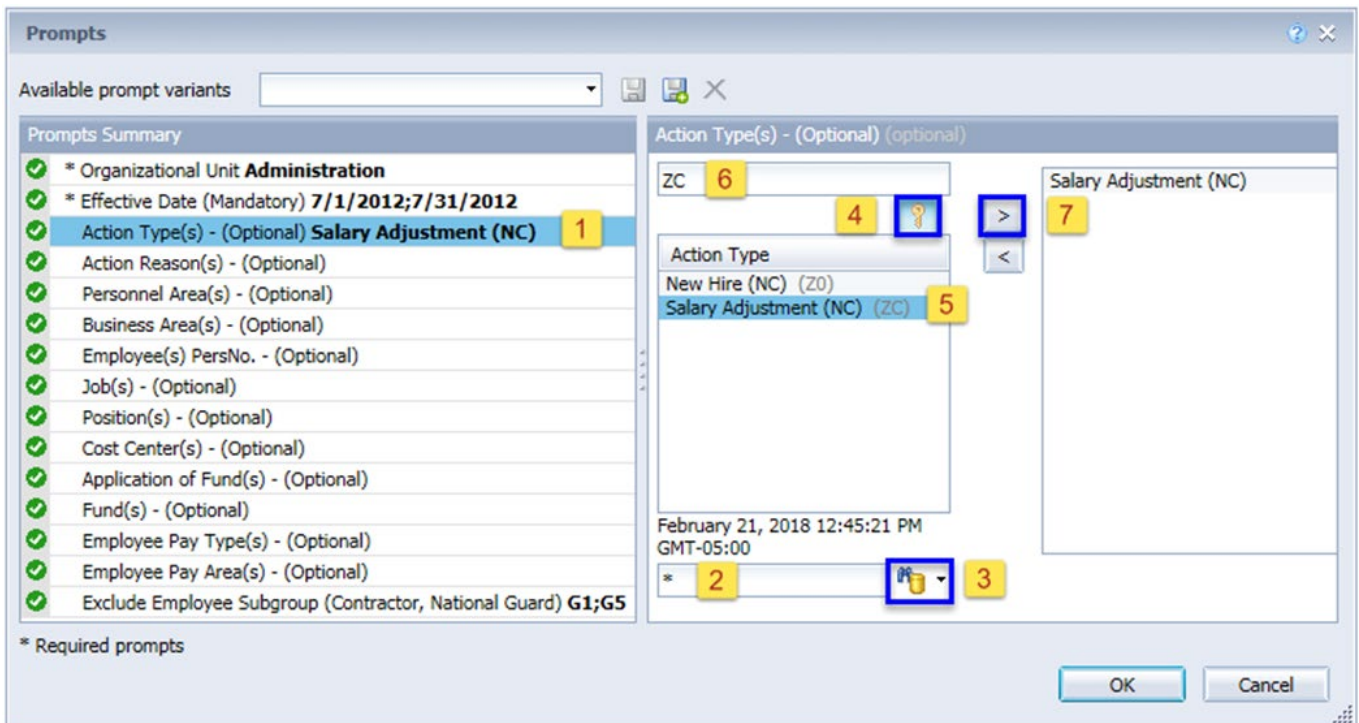 Prompts
Available prompt variants
Prompts Summary
* Organizational Unit Administration
* Effective Date (Mandatory) 7/1/2012;7/31/2012
Action Type(s) - (Optional) Salary Adjustment (NC) 1
Action Reason(s) - (Optional)
Personnel Area(s) - (Optional)
Business Area(s) - (Optional)
Employee(s) PersNo. - (Optional)
Job(s) - (Optional)
Position(s) - (Optional)
Cost Center(s) - (Optional)
Application of Fund(s) - (Optional)
Fund(s) - (Optional)
Employee Pay Type(s) - (Optional)
Employee Pay Area(s) - (Optional)
Exclude Employee Subgroup (Contractor, National Guard) G1;G5
* Required prompts
Action Type(s) - (Optional) (optional)
ZC 6
4
Action Type
New Hire (NC) (Z0)
Salary Adjustment (NC) (ZC) 5
February 21, 2018 12:45:21 PM
GMT-05:00
* 2 3
> 7
<
Salary Adjustment (NC)
OK Cancel